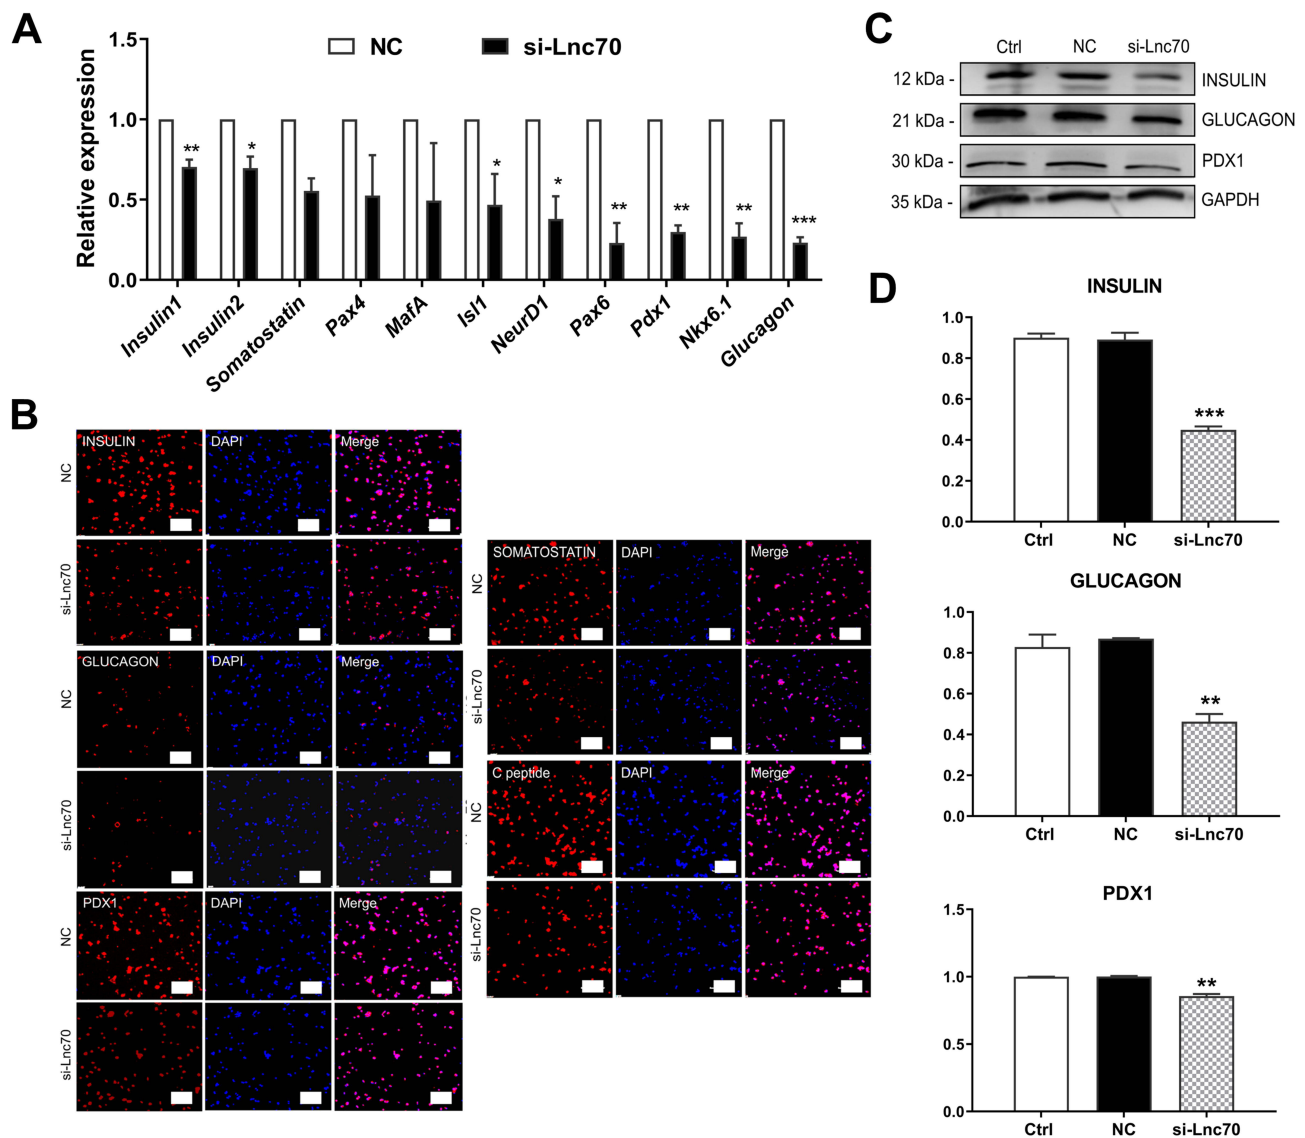 A
1.5
1.0
0.5
0.0
Relative expression
NC
si-Lnc70
**
*
*
*
**
**
**
***
Insulin1
Insulin2
Somatostatin
Pax4
MafA
Isl1
NeurD1
Pax6
Pdx1
Nkx6.1
Glucagon
B
NC
INSULIN
DAPI
Merge
si-Lnc70
NC
GLUCAGON
DAPI
Merge
si-Lnc70
NC
PDX1
DAPI
Merge
si-Lnc70
NC
SOMATOSTATIN
DAPI
Merge
si-Lnc70
NC
C peptide
DAPI
Merge
si-Lnc70
C
Ctrl NC si-Lnc70
12 kDa - INSULIN
21 kDa - GLUCAGON
30 kDa - PDX1
35 kDa - GAPDH
D
INSULIN
1.0
0.8
0.6
0.4
0.2
0.0
***
Ctrl NC si-Lnc70
GLUCAGON
1.0
0.8
0.6
0.4
0.2
0.0
**
Ctrl NC si-Lnc70
PDX1
1.5
1.0
0.5
0.0
**
Ctrl NC si-Lnc70